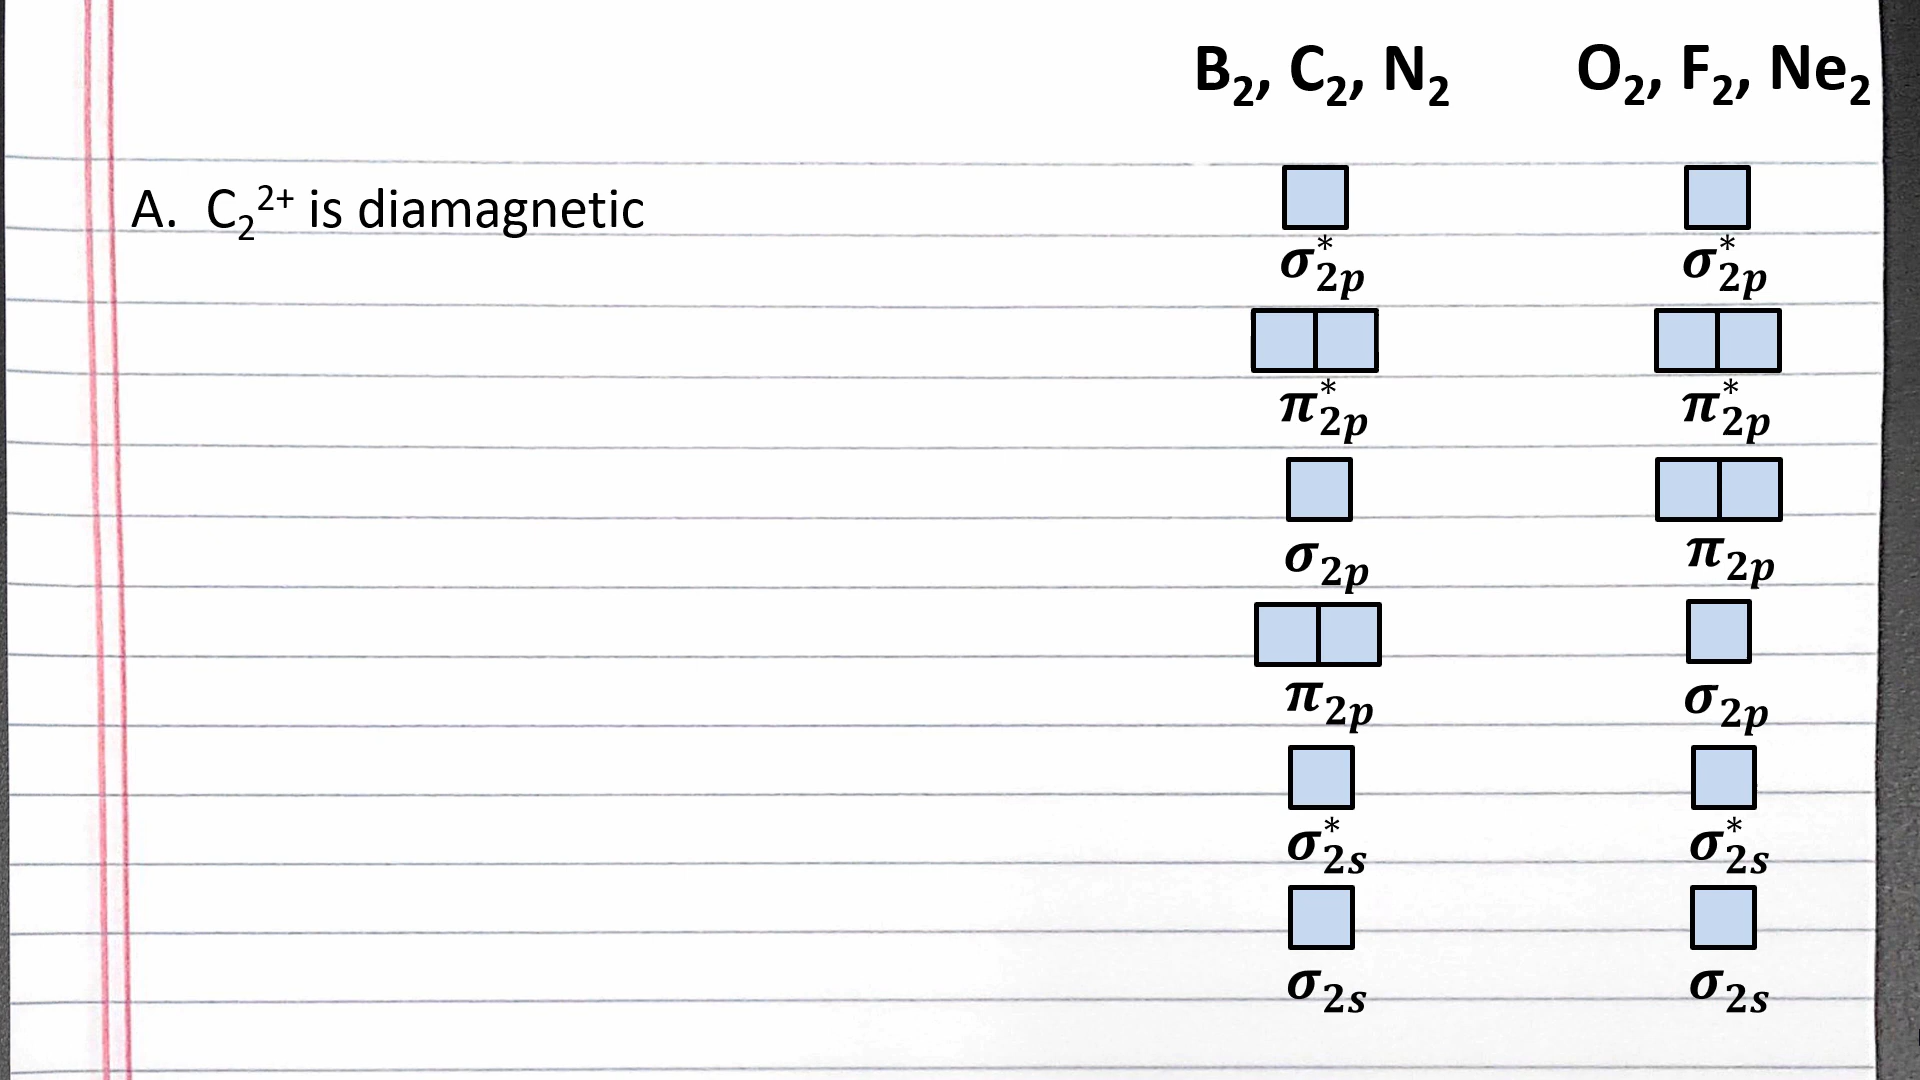 B₂, C₂, N₂
O₂, F₂, Ne₂
A. C₂²⁺ is diamagnetic
σ*2p
σ*2p
π*2p
π*2p
σ2p
π2p
π2p
σ2p
σ*2s
σ*2s
σ2s
σ2s